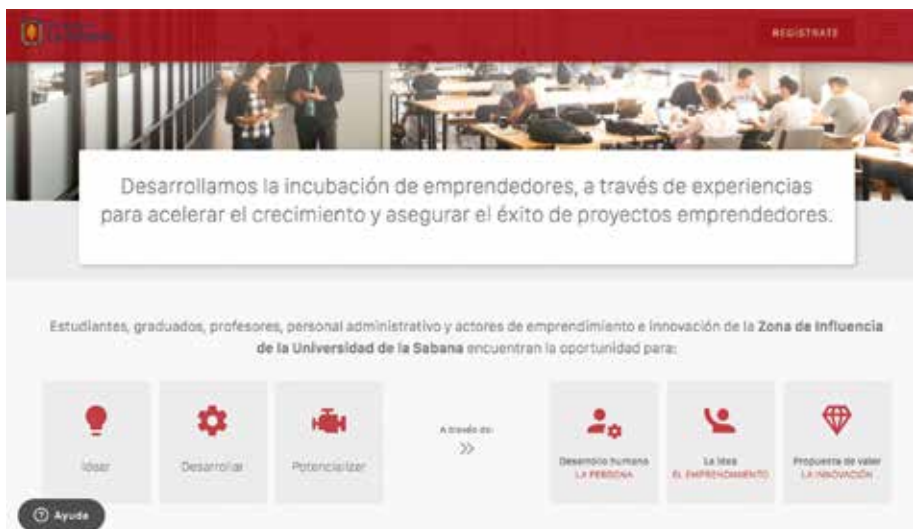 REGÍSTRATE
Desarrollamos la incubación de emprendedores, a través de experiencias
para acelerar el crecimiento y asegurar el éxito de proyectos emprendedores.
Estudiantes, graduados, profesores, personal administrativo y actores de emprendimiento e innovación de la Zona de Influencia
de la Universidad de la Sabana encuentran la oportunidad para:
Idear
Desarrollar
Potencializar
A través de:
Desarrollo humano
LA PERSONA
La idea
EL EMPRENDIMIENTO
Propuesta de valor
LA INNOVACIÓN
Ayuda